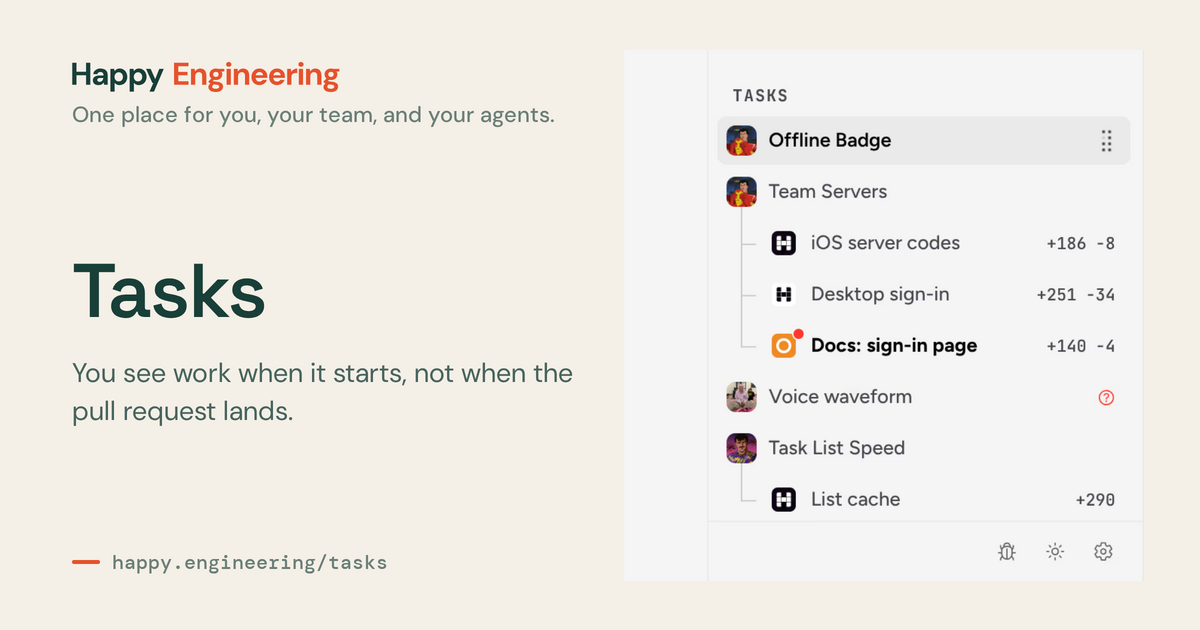 Happy Engineering
One place for you, your team, and your agents.
Tasks
You see work when it starts, not when the
pull request lands.
happy.engineering/tasks
TASKS
Offline Badge
Team Servers
iOS server codes +186 -8
Desktop sign-in +251 -34
Docs: sign-in page +140 -4
Voice waveform ?
Task List Speed
List cache +290